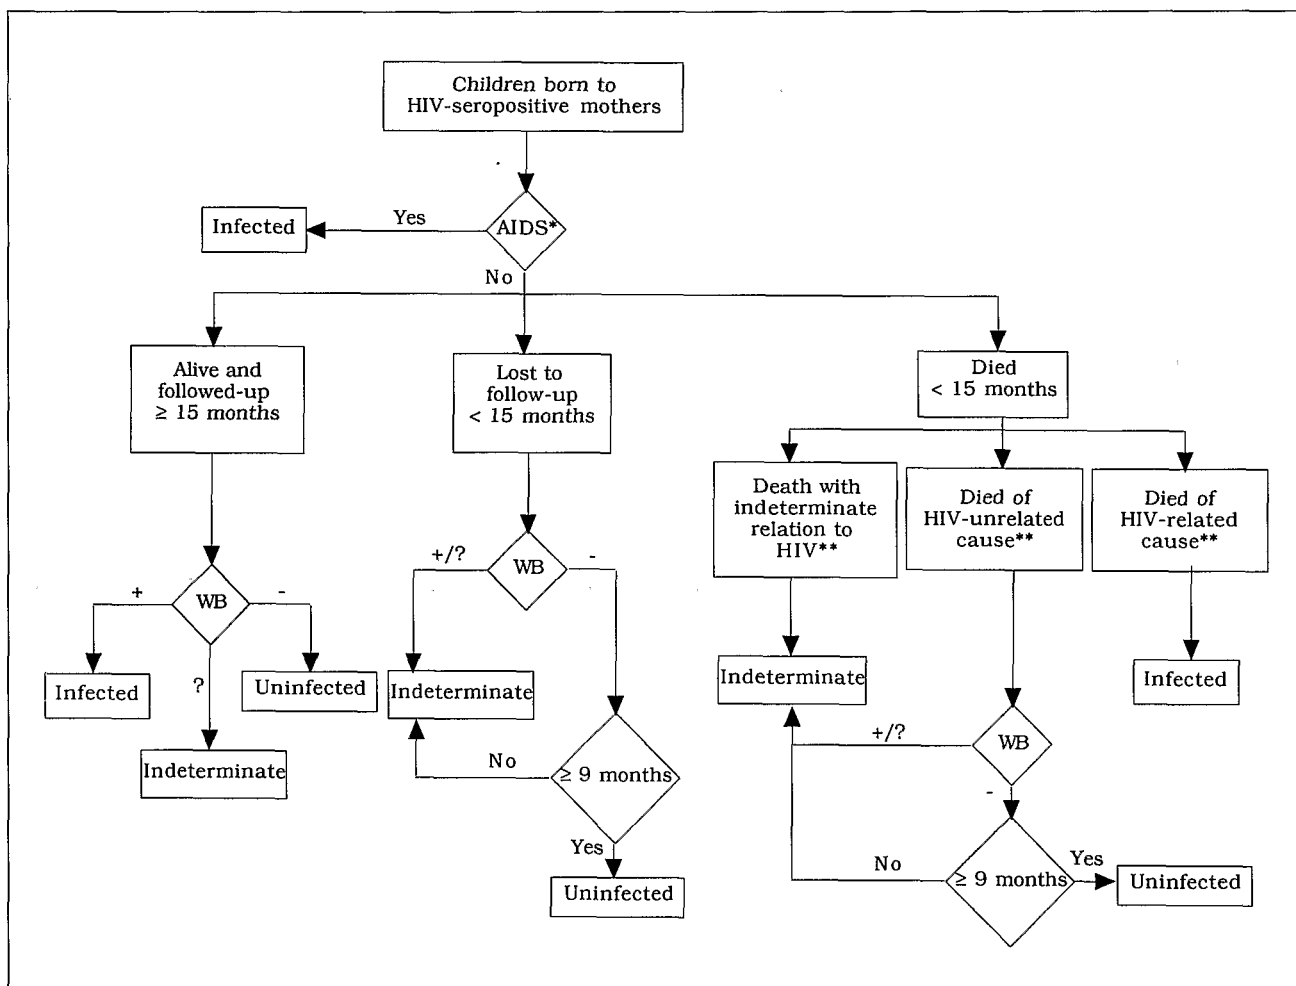 Children born to
HIV-seropositive mothers
AIDS*
Yes
Infected
No
Alive and
followed-up
≥ 15 months
Lost to
follow-up
< 15 months
Died
< 15 months
Death with
indeterminate
relation to
HIV**
Died of
HIV-unrelated
cause**
Died of
HIV-related
cause**
+
WB
-
?
Infected
Uninfected
Indeterminate
+/?
WB
-
Indeterminate
No
≥ 9 months
Yes
Uninfected
Indeterminate
Infected
+/?
WB
-
No
≥ 9 months
Yes
Uninfected